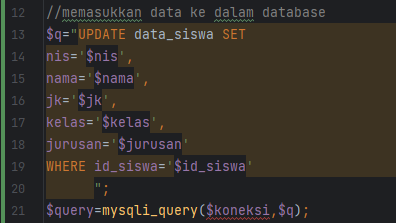 12 //memasukkan data ke dalam database
13 $q="UPDATE data_siswa SET
14 nis='$nis',
15 nama='$nama',
16 jk='$jk',
17 kelas='$kelas',
18 jurusan='$jurusan'
19 WHERE id_siswa='$id_siswa'
20 ";
21 $query=mysqli_query($koneksi,$q);